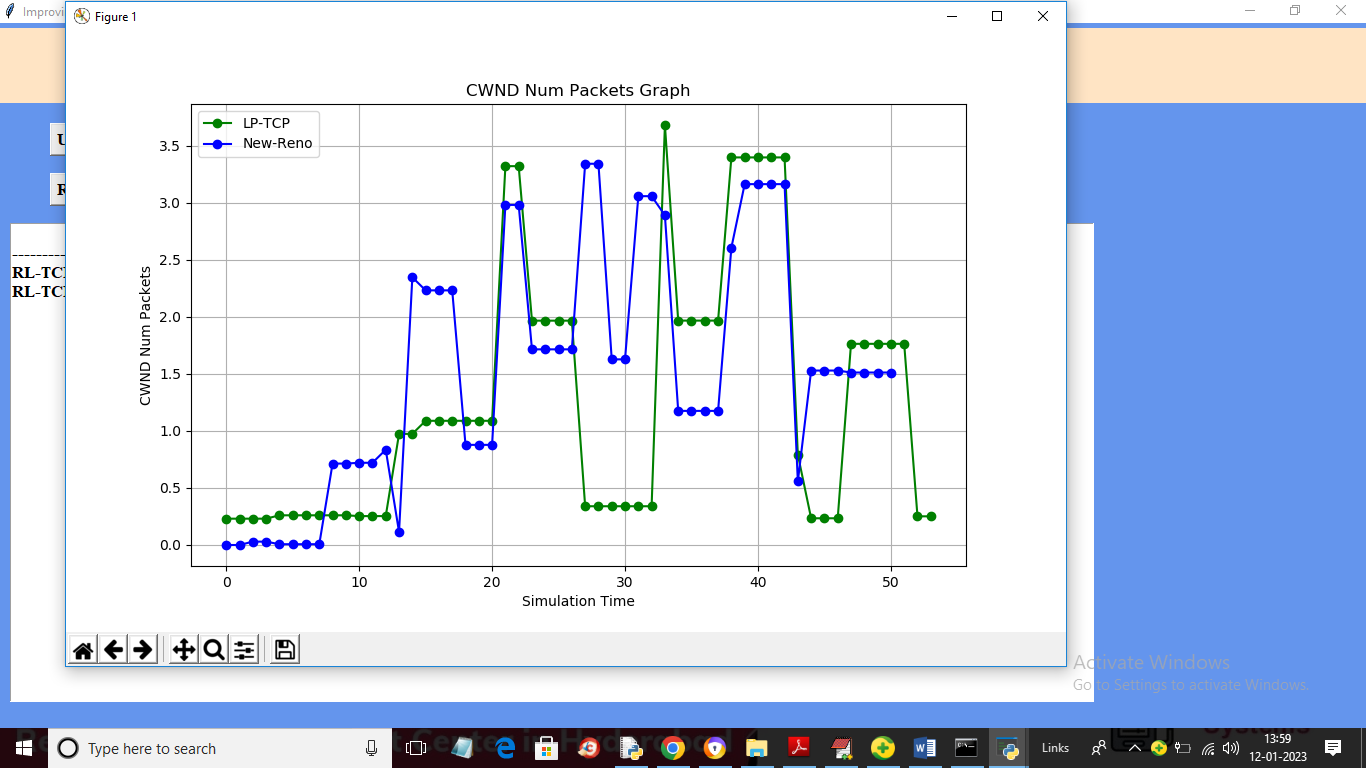 Improvi
Figure 1
CWND Num Packets Graph
LP-TCP
New-Reno
3.5
3.0
2.5
2.0
1.5
1.0
0.5
0.0
CWND Num Packets
0 10 20 30 40 50
Simulation Time
U
R
RL-TC
RL-TC
Activate Windows
Go to Settings to activate Windows.
Type here to search
Links
13:59
12-01-2023